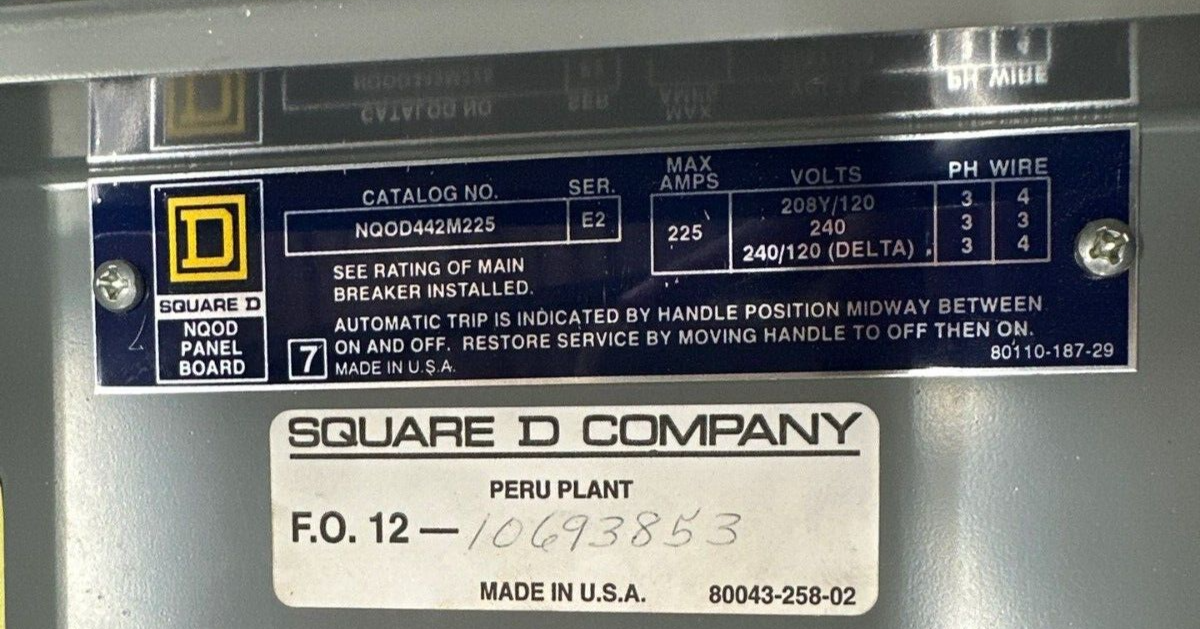 D
SQUARE D
NQOD
PANEL
BOARD
CATALOG NO.
NQOD442M225
SER.
E2
MAX
AMPS
225
VOLTS
208Y/120
240
240/120 (DELTA)
PH WIRE
3 4
3 3
3 4
SEE RATING OF MAIN
BREAKER INSTALLED.
AUTOMATIC TRIP IS INDICATED BY HANDLE POSITION MIDWAY BETWEEN
ON AND OFF. RESTORE SERVICE BY MOVING HANDLE TO OFF THEN ON.
7 MADE IN U.S.A.
80110-187-29
SQUARE D COMPANY
PERU PLANT
F.O. 12 — 10693853
MADE IN U.S.A. 80043-258-02